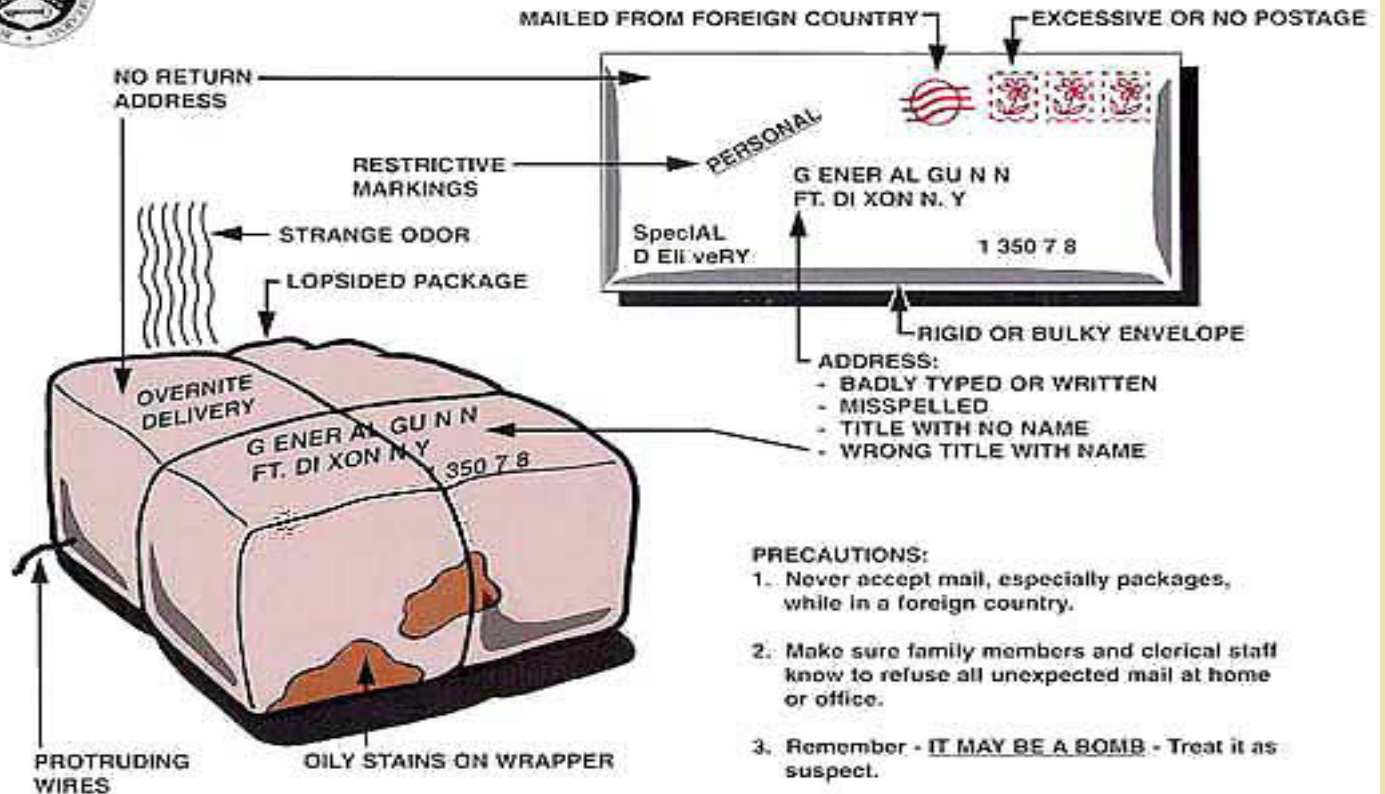 MAILED FROM FOREIGN COUNTRY
EXCESSIVE OR NO POSTAGE
NO RETURN
ADDRESS
RESTRICTIVE
MARKINGS
PERSONAL
G ENER AL GU N N
FT. DI XON N. Y
SpecIAL
D Eli veRY
1 350 7 8
STRANGE ODOR
LOPSIDED PACKAGE
RIGID OR BULKY ENVELOPE
ADDRESS:
- BADLY TYPED OR WRITTEN
- MISSPELLED
- TITLE WITH NO NAME
- WRONG TITLE WITH NAME
OVERNITE
DELIVERY
G ENER AL GU N N
FT. DI XON N Y
1 350 7 8
PROTRUDING
WIRES
OILY STAINS ON WRAPPER
PRECAUTIONS:
1. Never accept mail, especially packages,
while in a foreign country.
2. Make sure family members and clerical staff
know to refuse all unexpected mail at home
or office.
3. Remember - IT MAY BE A BOMB - Treat it as
suspect.